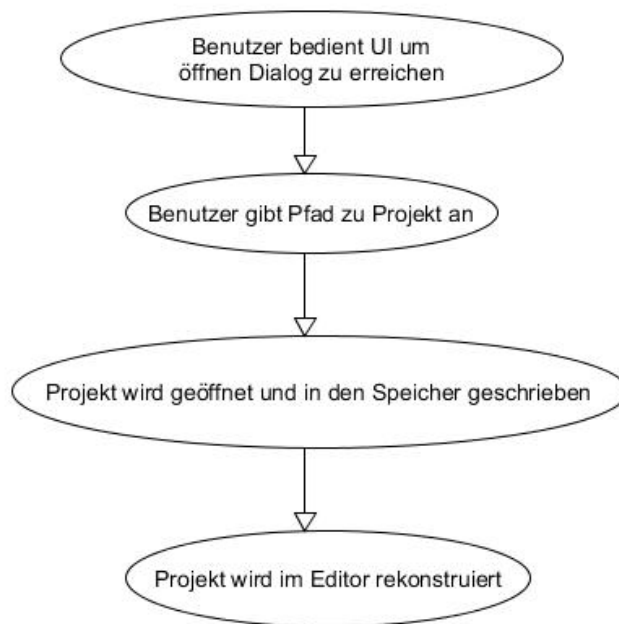 Benutzer bedient UI um
öffnen Dialog zu erreichen
Benutzer gibt Pfad zu Projekt an
Projekt wird geöffnet und in den Speicher geschrieben
Projekt wird im Editor rekonstruiert